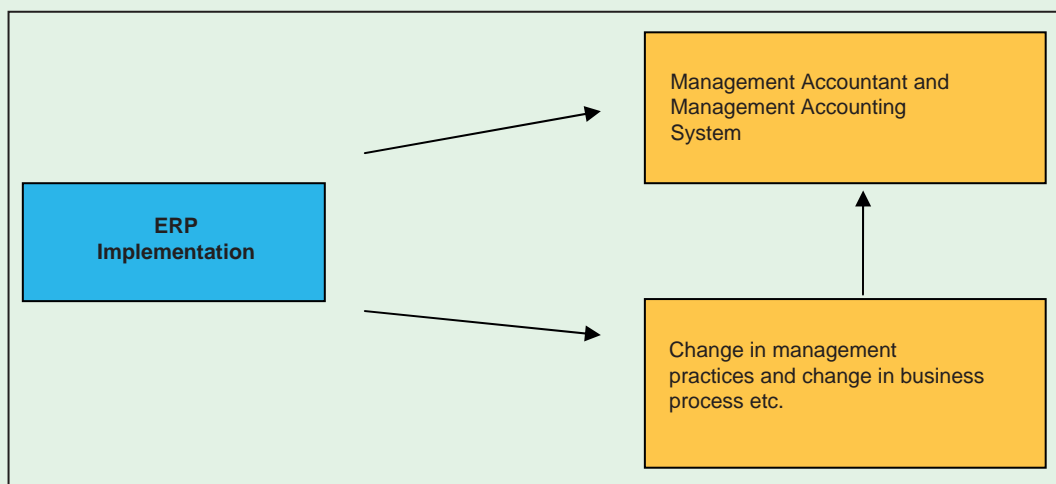 ERP
Implementation
Management Accountant and
Management Accounting
System
Change in management
practices and change in business
process etc.